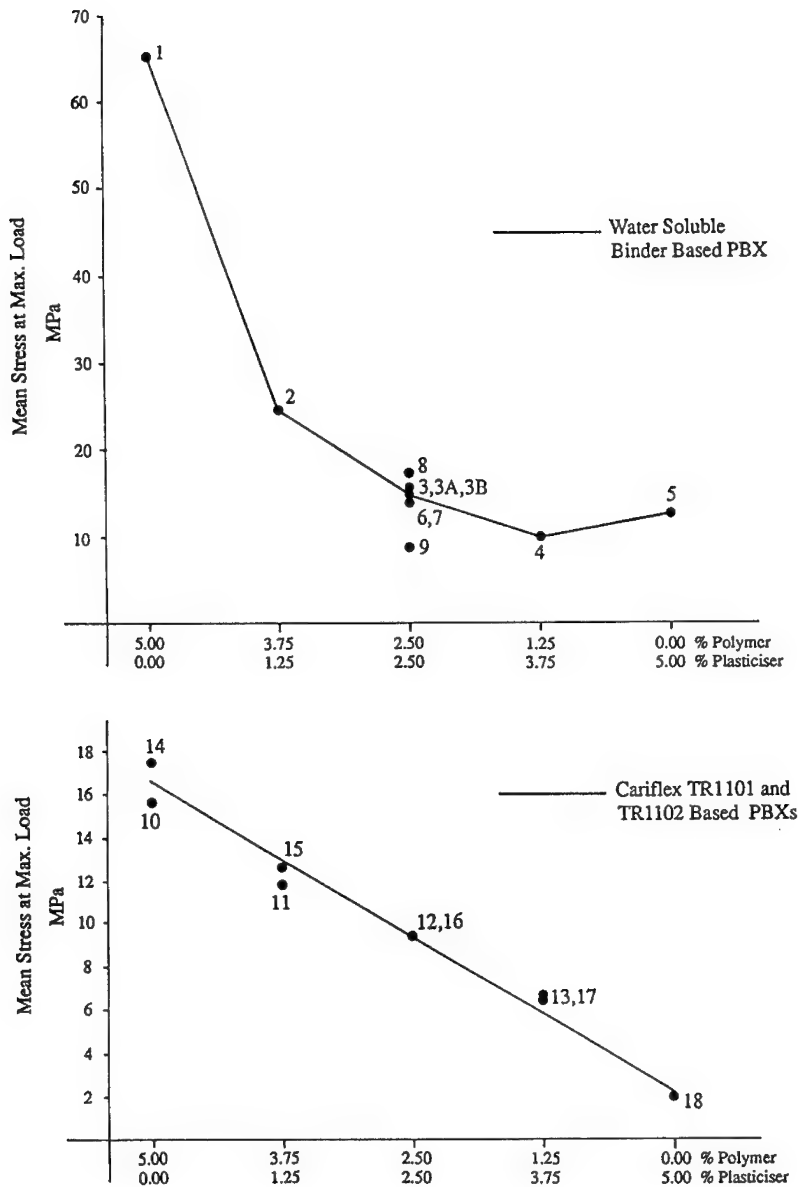 70
60
50
40
30
20
10
Mean Stress at Max. Load
MPa
1
2
8
3,3A,3B
6,7
9
4
5
Water Soluble
Binder Based PBX
5.00 3.75 2.50 1.25 0.00 % Polymer
0.00 1.25 2.50 3.75 5.00 % Plasticiser
18
16
14
12
10
8
6
4
2
Mean Stress at Max. Load
MPa
14
10
15
11
12,16
13,17
18
Cariflex TR1101 and
TR1102 Based PBXs
5.00 3.75 2.50 1.25 0.00 % Polymer
0.00 1.25 2.50 3.75 5.00 % Plasticiser